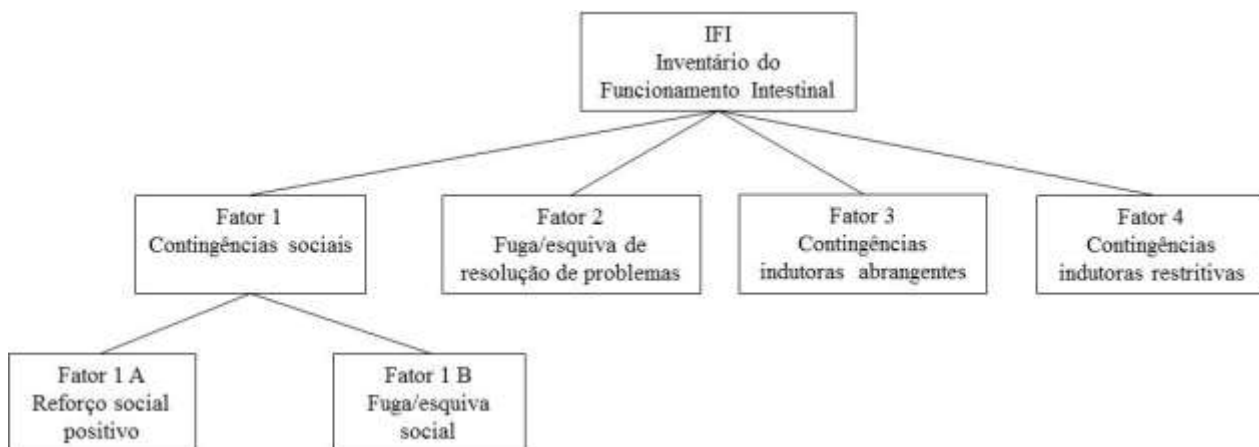 IFI
Inventário do
Funcionamento Intestinal
Fator 1
Contingências sociais
Fator 2
Fuga/esquiva de
resolução de problemas
Fator 3
Contingências
indutoras abrangentes
Fator 4
Contingências
indutoras restritivas
Fator 1 A
Reforço social
positivo
Fator 1 B
Fuga/esquiva
social